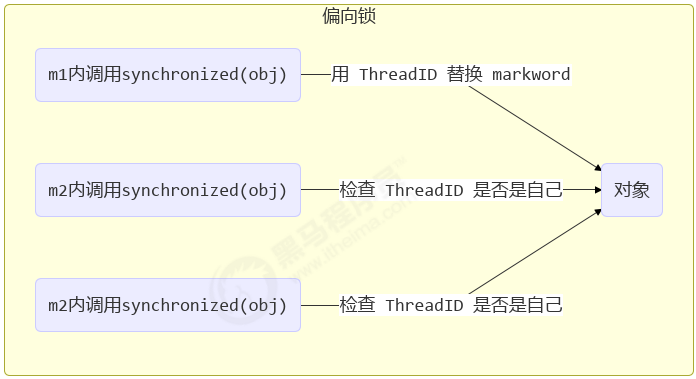 偏向锁
m1内调用synchronized(obj)
用 ThreadID 替换 markword
m2内调用synchronized(obj)
检查 ThreadID 是否是自己
对象
m2内调用synchronized(obj)
检查 ThreadID 是否是自己
黑马程序员™
www.itheima.com